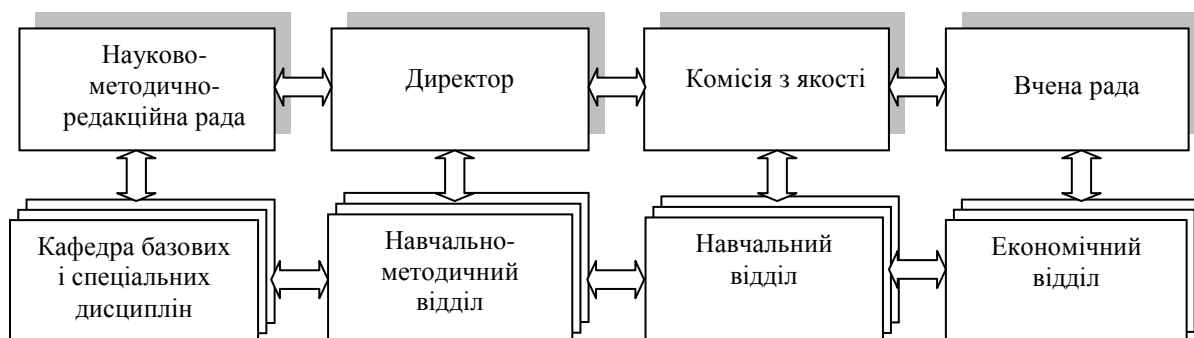 Науково-
методично-
редакційна рада
Директор
Комісія з якості
Вчена рада
Кафедра базових
і спеціальних
дисциплін
Навчально-
методичний
відділ
Навчальний
відділ
Економічний
відділ